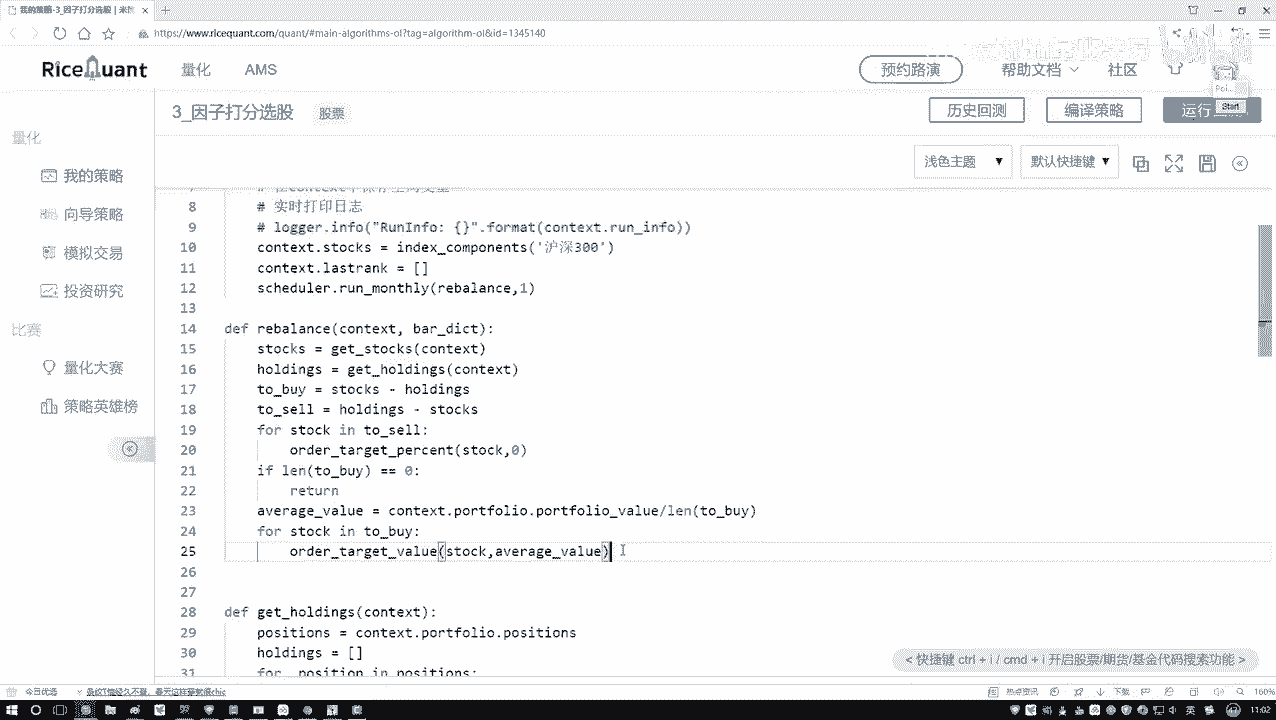 我的策略-3_因子打分选股 | 米
https://www.ricequant.com/quant/#main-algorithms-ol?tag=algorithm-ol&id=1345140
RiceQuant 量化 AMS 预约路演 帮助文档 社区
Poi...
Start
3_因子打分选股 股票 历史回测 编译策略 运行
浅色主题 默认快捷键
量化
我的策略
向导策略
模拟交易
投资研究
比赛
量化大赛
策略英雄榜
8 # 实时打印日志
9 # logger.info("RunInfo: {}".format(context.run_info))
10 context.stocks = index_components('沪深300')
11 context.lastrank = []
12 scheduler.run_monthly(rebalance,1)
13
14 def rebalance(context, bar_dict):
15 stocks = get_stocks(context)
16 holdings = get_holdings(context)
17 to_buy = stocks - holdings
18 to_sell = holdings - stocks
19 for stock in to_sell:
20 order_target_percent(stock,0)
21 if len(to_buy) == 0:
22 return
23 average_value = context.portfolio.portfolio_value/len(to_buy)
24 for stock in to_buy:
25 order_target_value(stock,average_value)
26
27
28 def get_holdings(context):
29 positions = context.portfolio.positions
30 holdings = []
31 for position in positions:
< 快捷键 ctrl + i / cmd + i 开启股票/期货/基金代码搜索功能 >
今日优选
热点资讯 下载 100%
英 11:02